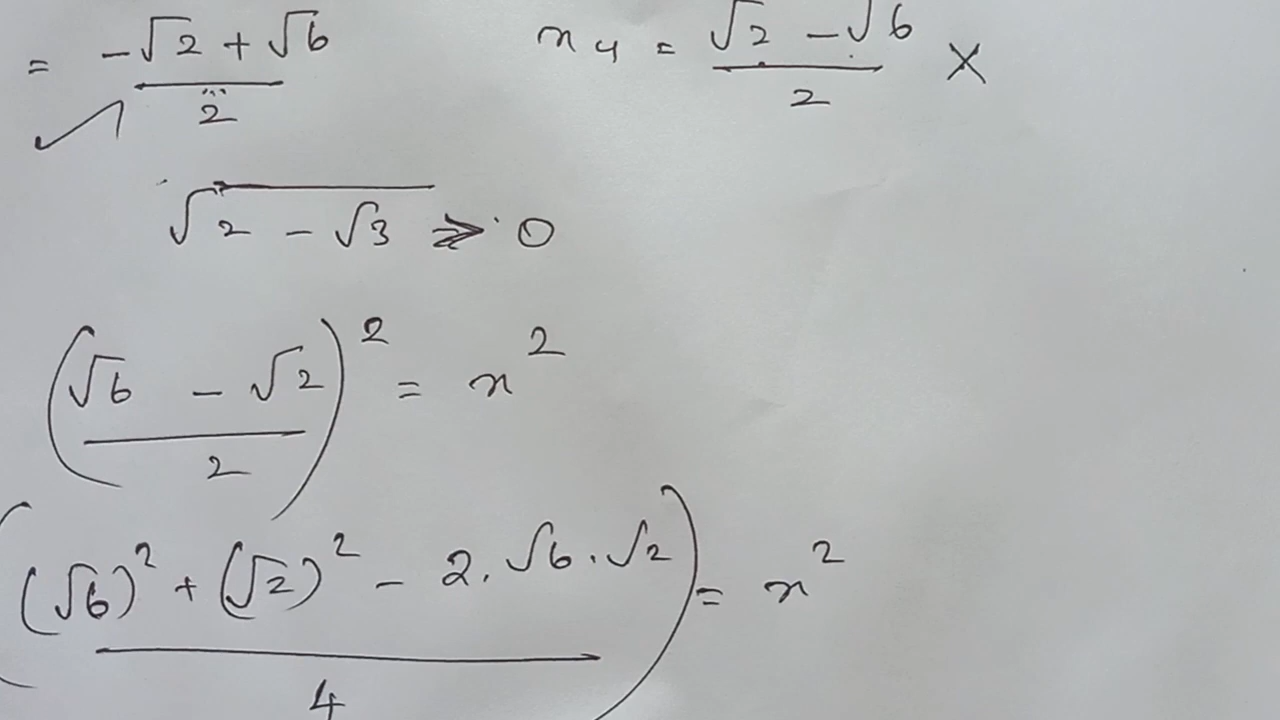 = (-√2 + √6)/2 ✓ x₄ = (√2 - √6)/2 ×
√(2 - √3) ⩾ 0
((√6 - √2)/2)² = x²
(((√6)² + (√2)² - 2.√6.√2)/4) = x²